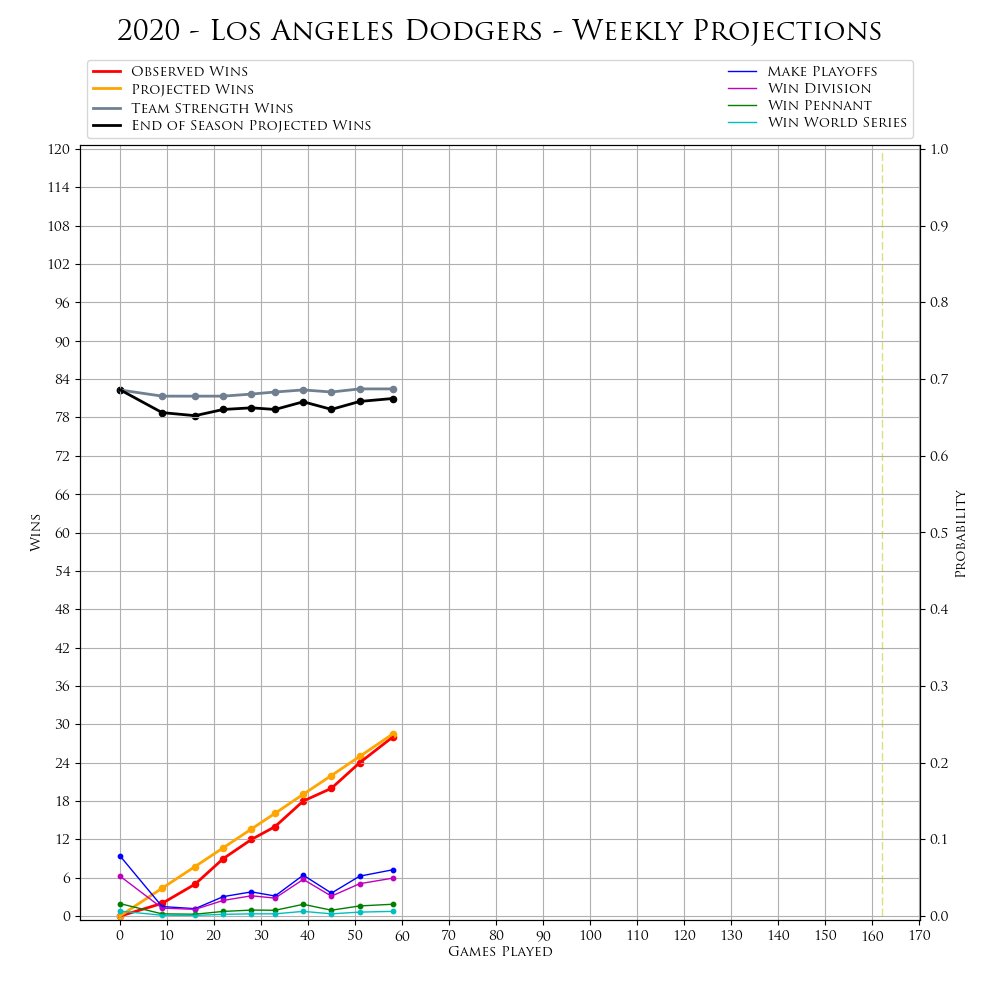 2020 - Los Angeles Dodgers - Weekly Projections
Observed Wins
Projected Wins
Team Strength Wins
End of Season Projected Wins
Make Playoffs
Win Division
Win Pennant
Win World Series
120
114
108
102
96
90
84
78
72
66
60
54
48
42
36
30
24
18
12
6
0
Wins
1.0
0.9
0.8
0.7
0.6
0.5
0.4
0.3
0.2
0.1
0.0
Probability
0 10 20 30 40 50 60 70 80 90 100 110 120 130 140 150 160 170
Games Played